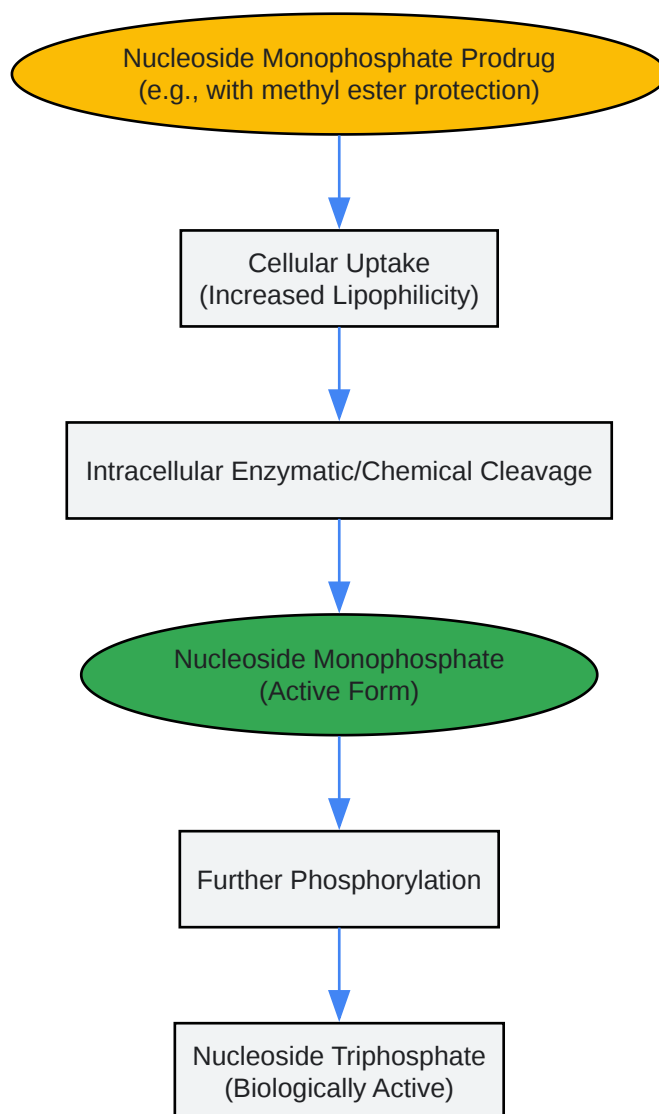 Nucleoside Monophosphate Prodrug
(e.g., with methyl ester protection)
Cellular Uptake
(Increased Lipophilicity)
Intracellular Enzymatic/Chemical Cleavage
Nucleoside Monophosphate
(Active Form)
Further Phosphorylation
Nucleoside Triphosphate
(Biologically Active)